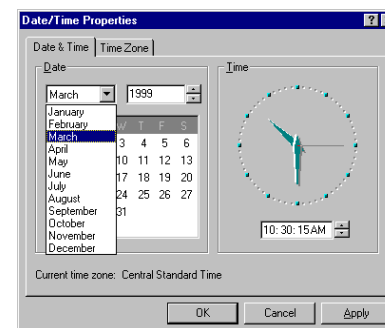 Date/Time Properties
Date & Time Time Zone
Date
Time
March 1999
January
February
March
April
May
June
July
August
September
October
November
December
W T F S
3 4 5 6
10 11 12 13
17 18 19 20
24 25 26 27
31
10:30:15 AM
Current time zone: Central Standard Time
OK Cancel Apply